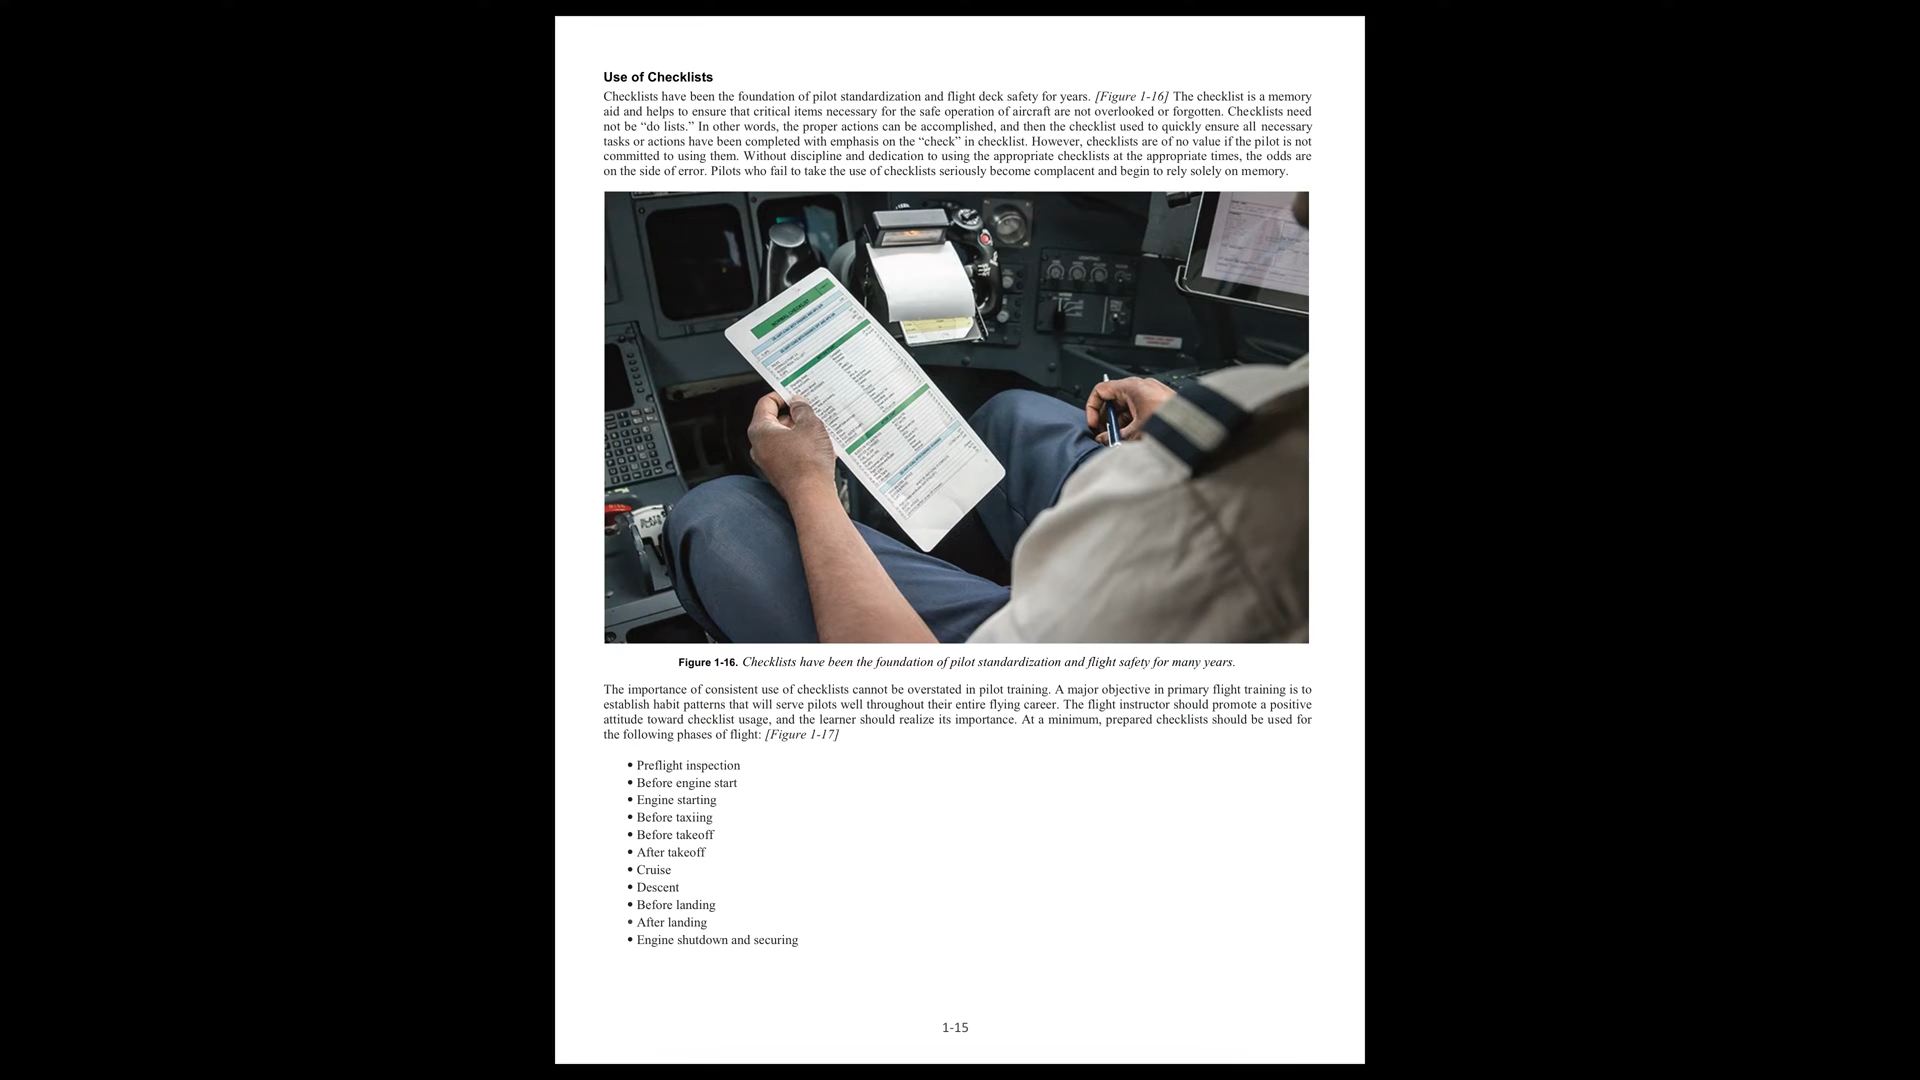 Use of Checklists
Checklists have been the foundation of pilot standardization and flight deck safety for years. [Figure 1-16] The checklist is a memory
aid and helps to ensure that critical items necessary for the safe operation of aircraft are not overlooked or forgotten. Checklists need
not be “do lists.” In other words, the proper actions can be accomplished, and then the checklist used to quickly ensure all necessary
tasks or actions have been completed with emphasis on the “check” in checklist. However, checklists are of no value if the pilot is not
committed to using them. Without discipline and dedication to using the appropriate checklists at the appropriate times, the odds are
on the side of error. Pilots who fail to take the use of checklists seriously become complacent and begin to rely solely on memory.
NORMAL CHECKLIST
Figure 1-16. Checklists have been the foundation of pilot standardization and flight safety for many years.
The importance of consistent use of checklists cannot be overstated in pilot training. A major objective in primary flight training is to
establish habit patterns that will serve pilots well throughout their entire flying career. The flight instructor should promote a positive
attitude toward checklist usage, and the learner should realize its importance. At a minimum, prepared checklists should be used for
the following phases of flight: [Figure 1-17]
• Preflight inspection
• Before engine start
• Engine starting
• Before taxiing
• Before takeoff
• After takeoff
• Cruise
• Descent
• Before landing
• After landing
• Engine shutdown and securing
1-15